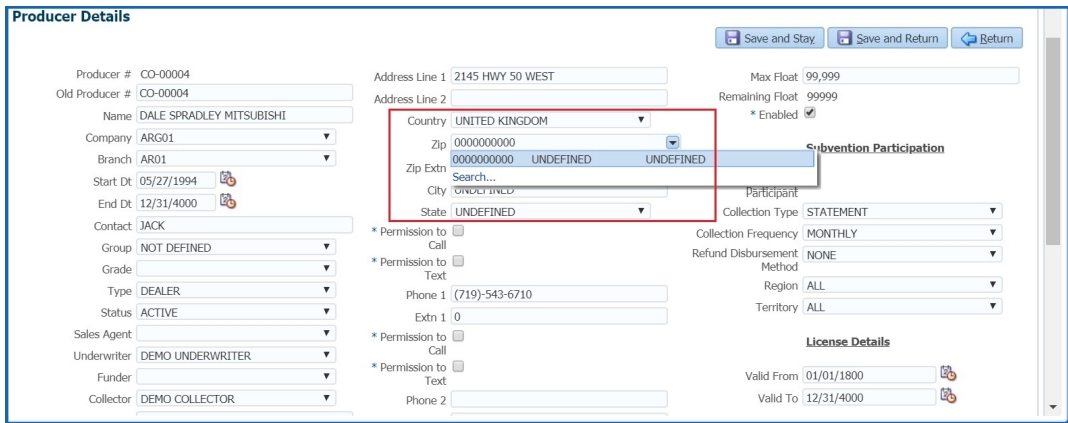 Producer Details
Save and Stay
Save and Return
Return
Producer # CO-00004
Old Producer # CO-00004
Name DALE SPRADLEY MITSUBISHI
Company ARG01
Branch AR01
Start Dt 05/27/1994
End Dt 12/31/4000
Contact JACK
Group NOT DEFINED
Grade
Type DEALER
Status ACTIVE
Sales Agent
Underwriter DEMO UNDERWRITER
Funder
Collector DEMO COLLECTOR
Address Line 1 2145 HWY 50 WEST
Address Line 2
Country UNITED KINGDOM
Zip 0000000000
0000000000 UNDEFINED UNDEFINED
Zip Extn
Search...
City UNDEFINED
State UNDEFINED
* Permission to
Call
* Permission to
Text
Phone 1 (719)-543-6710
Extn 1 0
* Permission to
Call
* Permission to
Text
Phone 2
Max Float 99,999
Remaining Float 99999
* Enabled
Subvention Participation
Participant
Collection Type STATEMENT
Collection Frequency MONTHLY
Refund Disbursement
Method NONE
Region ALL
Territory ALL
License Details
Valid From 01/01/1800
Valid To 12/31/4000